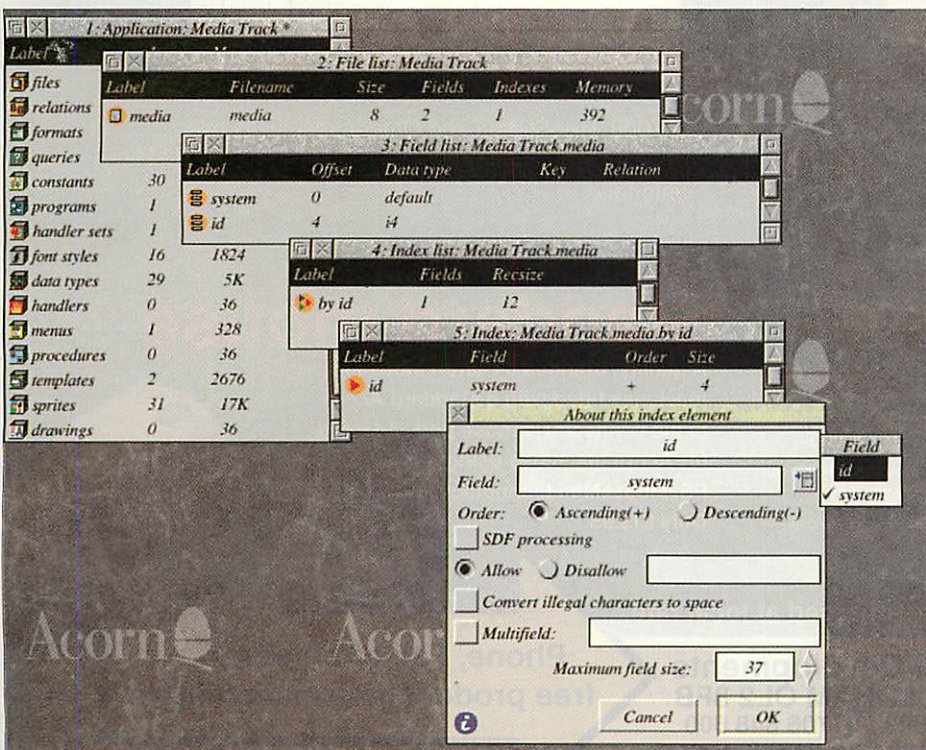 1: Application: Media Track *
Label
files
relations
formats
queries
constants 30
programs 1
handler sets 1
font styles 16 1824
data types 29 5K
handlers 0 36
menus 1 328
procedures 0 36
templates 2 2676
sprites 31 17K
drawings 0 36
2: File list: Media Track
Label Filename Size Fields Indexes Memory
media media 8 2 1 392
3: Field list: Media Track.media
Label Offset Data type Key Relation
system 0 default
id 4 i4
4: Index list: Media Track.media
Label Fields Recsize
by id 1 12
5: Index: Media Track.media.by id
Label Field Order Size
id system + 4
About this index element
Label: id
Field: system
Order: Ascending(+) Descending(-)
SDF processing
Allow Disallow
Convert illegal characters to space
Multifield:
Maximum field size: 37
Cancel OK
Field
id
✓ system
corn
Acorn
Acor